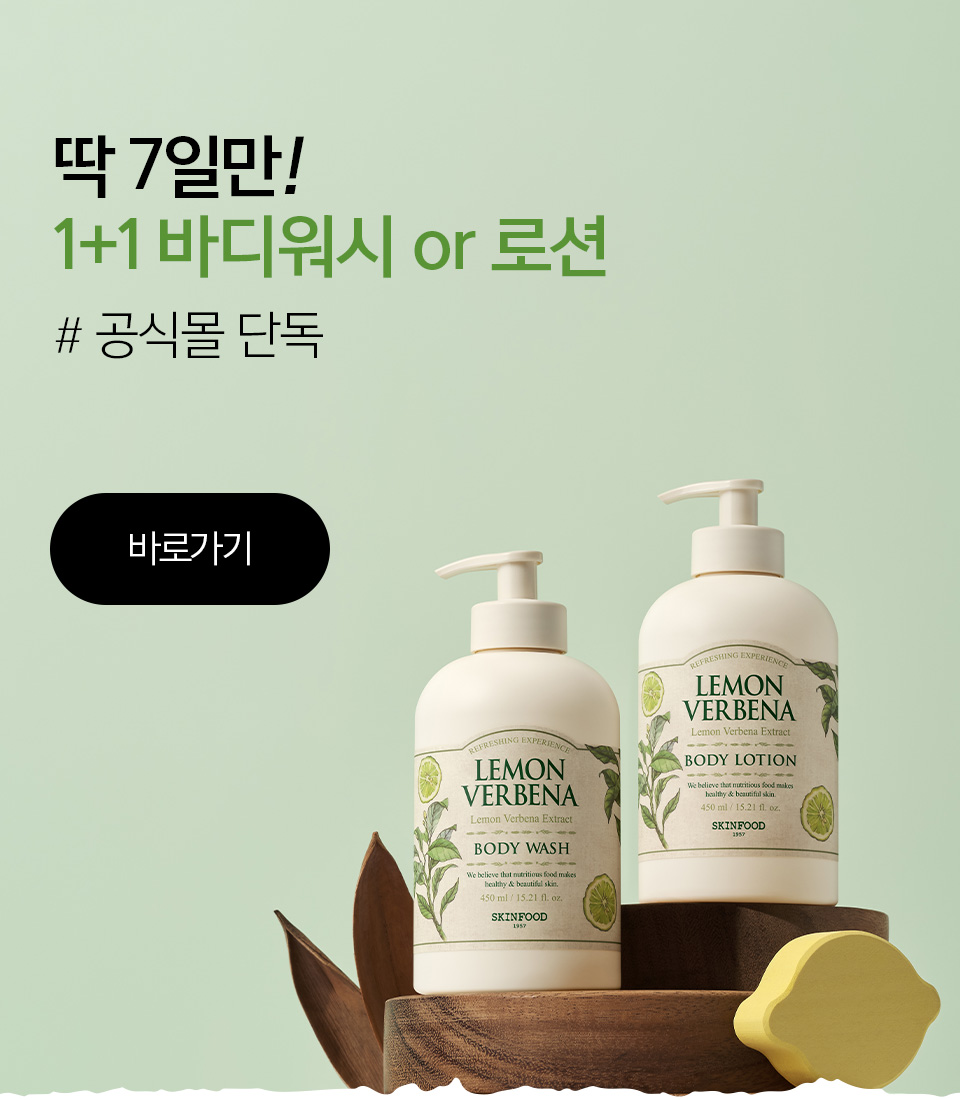 딱 7일만!
1+1 바디워시 or 로션
# 공식몰 단독
바로가기
REFRESHING EXPERIENCE
LEMON
VERBENA
Lemon Verbena Extract
BODY LOTION
We believe that nutritious food makes
healthy & beautiful skin.
450 ml / 15.21 fl. oz.
SKINFOOD
1957
REFRESHING EXPERIENCE
LEMON
VERBENA
Lemon Verbena Extract
BODY WASH
We believe that nutritious food makes
healthy & beautiful skin.
450 ml / 15.21 fl. oz.
SKINFOOD
1957